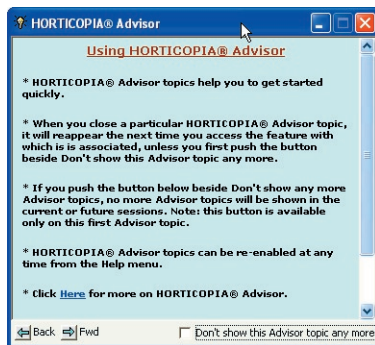 HORTICOPIA® Advisor
Using HORTICOPIA® Advisor
* HORTICOPIA® Advisor topics help you to get started
quickly.
* When you close a particular HORTICOPIA® Advisor topic,
it will reappear the next time you access the feature with
which is is associated, unless you first push the button
beside Don't show this Advisor topic any more.
* If you push the button below beside Don't show any more
Advisor topics, no more Advisor topics will be shown in the
current or future sessions. Note: this button is available
only on this first Advisor topic.
* HORTICOPIA® Advisor topics can be re-enabled at any
time from the Help menu.
* Click Here for more on HORTICOPIA® Advisor.
Back Fwd Don't show this Advisor topic any more